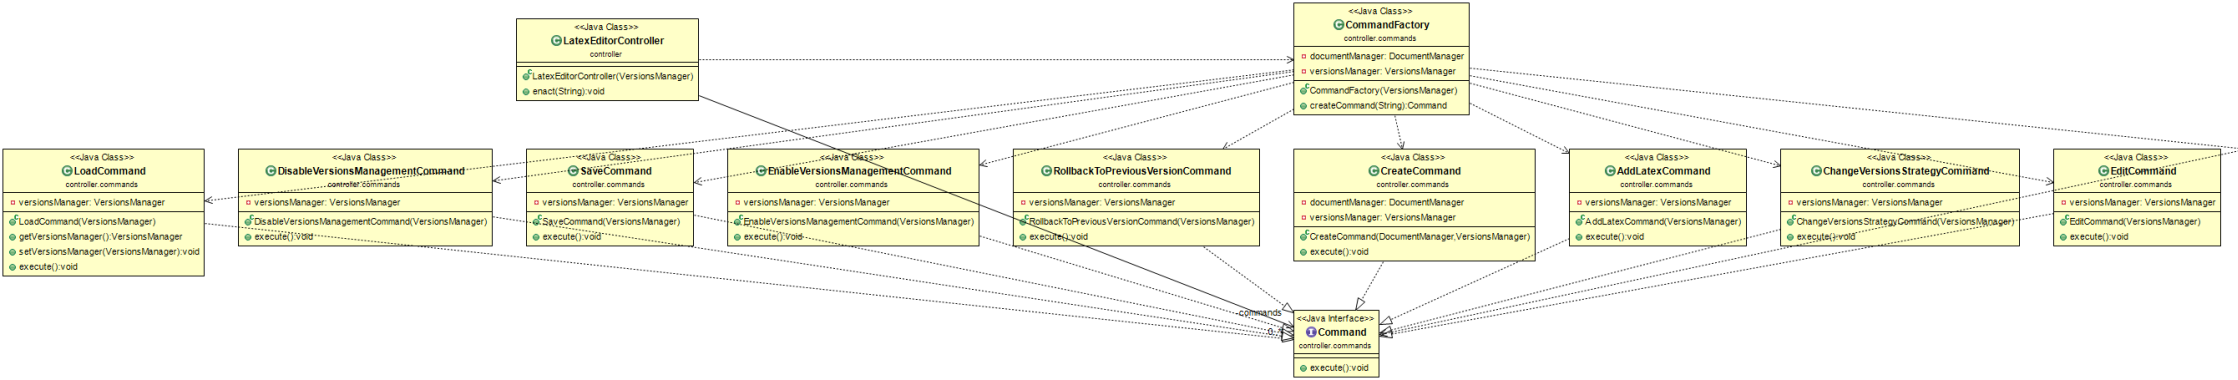 <<Java Class>>
LatexEditorController
controller
LatexEditorController(VersionsManager)
enact(String):void
<<Java Class>>
CommandFactory
controller.commands
documentManager: DocumentManager
versionsManager: VersionsManager
CommandFactory(VersionsManager)
createCommand(String):Command
<<Java Class>>
LoadCommand
controller.commands
versionsManager: VersionsManager
LoadCommand(VersionsManager)
getVersionsManager():VersionsManager
setVersionsManager(VersionsManager):void
execute():void
<<Java Class>>
DisableVersionsManagementCommand
controller.commands
versionsManager: VersionsManager
DisableVersionsManagementCommand(VersionsManager)
execute():void
<<Java Class>>
SaveCommand
controller.commands
versionsManager: VersionsManager
SaveCommand(VersionsManager)
execute():void
<<Java Class>>
EnableVersionsManagementCommand
controller.commands
versionsManager: VersionsManager
EnableVersionsManagementCommand(VersionsManager)
execute():void
<<Java Class>>
RollbackToPreviousVersionCommand
controller.commands
versionsManager: VersionsManager
RollbackToPreviousVersionCommand(VersionsManager)
execute():void
<<Java Class>>
CreateCommand
controller.commands
documentManager: DocumentManager
versionsManager: VersionsManager
CreateCommand(DocumentManager,VersionsManager)
execute():void
<<Java Class>>
AddLatexCommand
controller.commands
versionsManager: VersionsManager
AddLatexCommand(VersionsManager)
execute():void
<<Java Class>>
ChangeVersionsStrategyCommand
controller.commands
versionsManager: VersionsManager
ChangeVersionsStrategyCommand(VersionsManager)
execute():void
<<Java Class>>
EditCommand
controller.commands
versionsManager: VersionsManager
EditCommand(VersionsManager)
execute():void
-commands
<<Java Interface>>
Command
controller.commands
execute():void